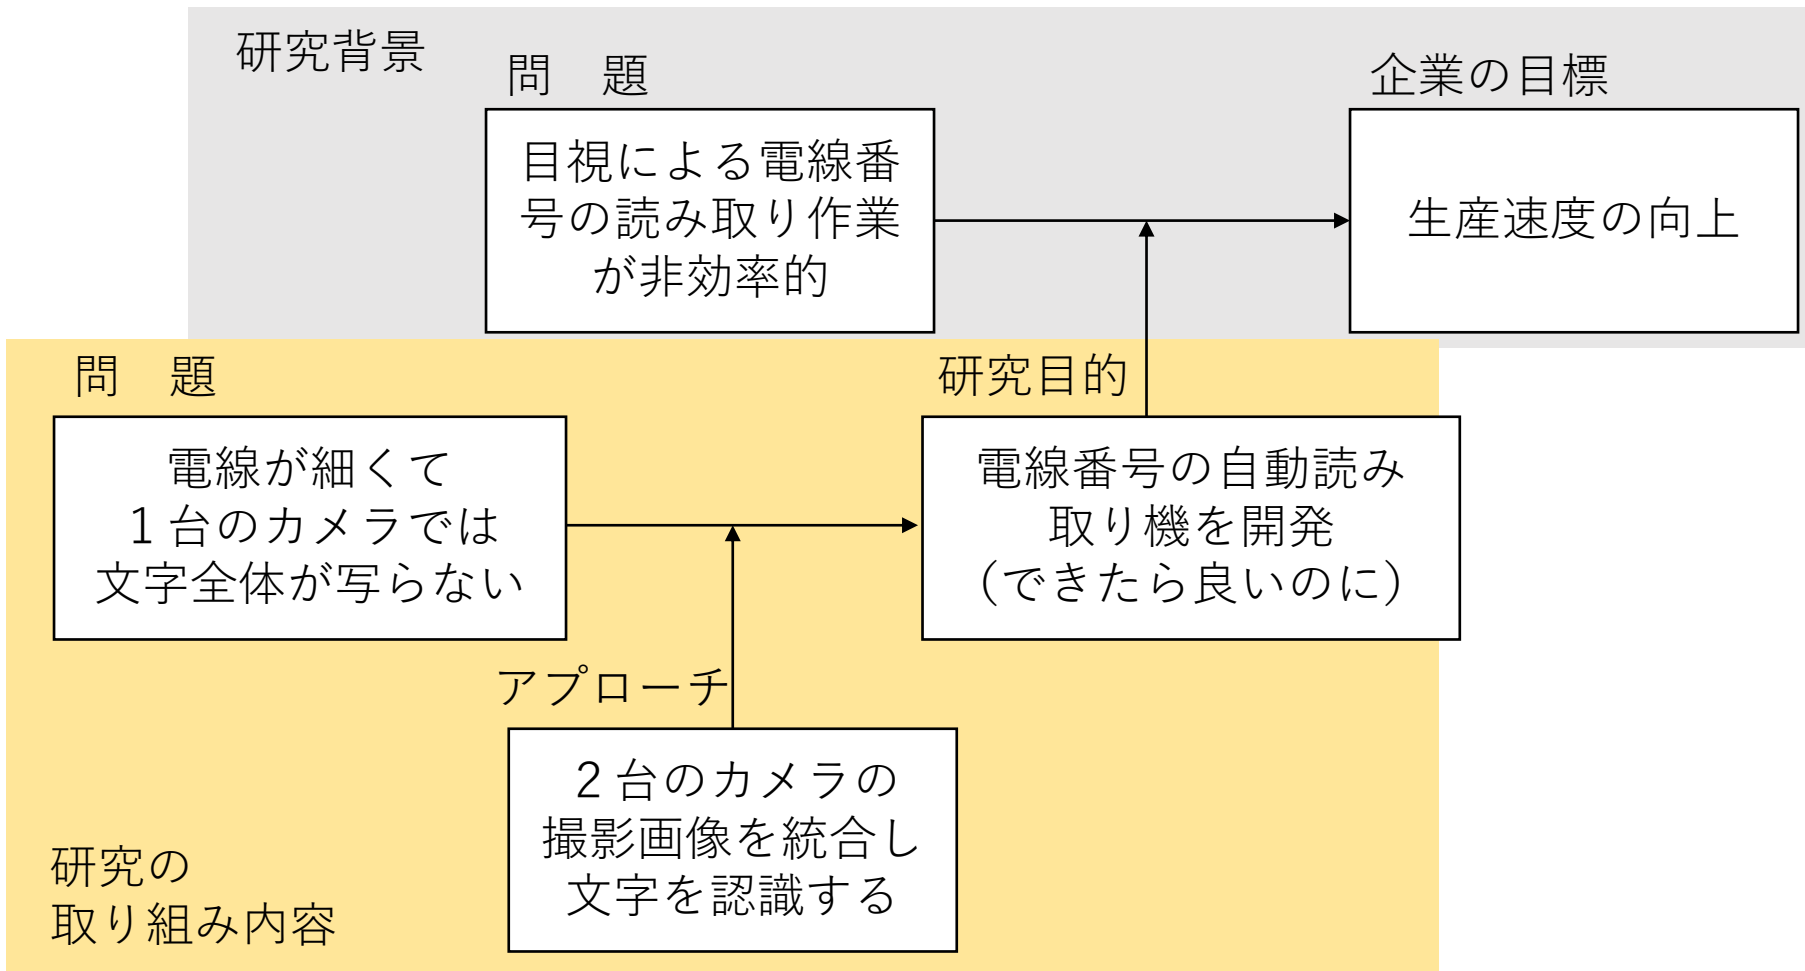 研究背景
問　題
企業の目標
目視による電線番
号の読み取り作業
が非効率的
生産速度の向上
問　題
研究目的
電線が細くて
１台のカメラでは
文字全体が写らない
電線番号の自動読み
取り機を開発
（できたら良いのに）
アプローチ
２台のカメラの
撮影画像を統合し
文字を認識する
研究の
取り組み内容